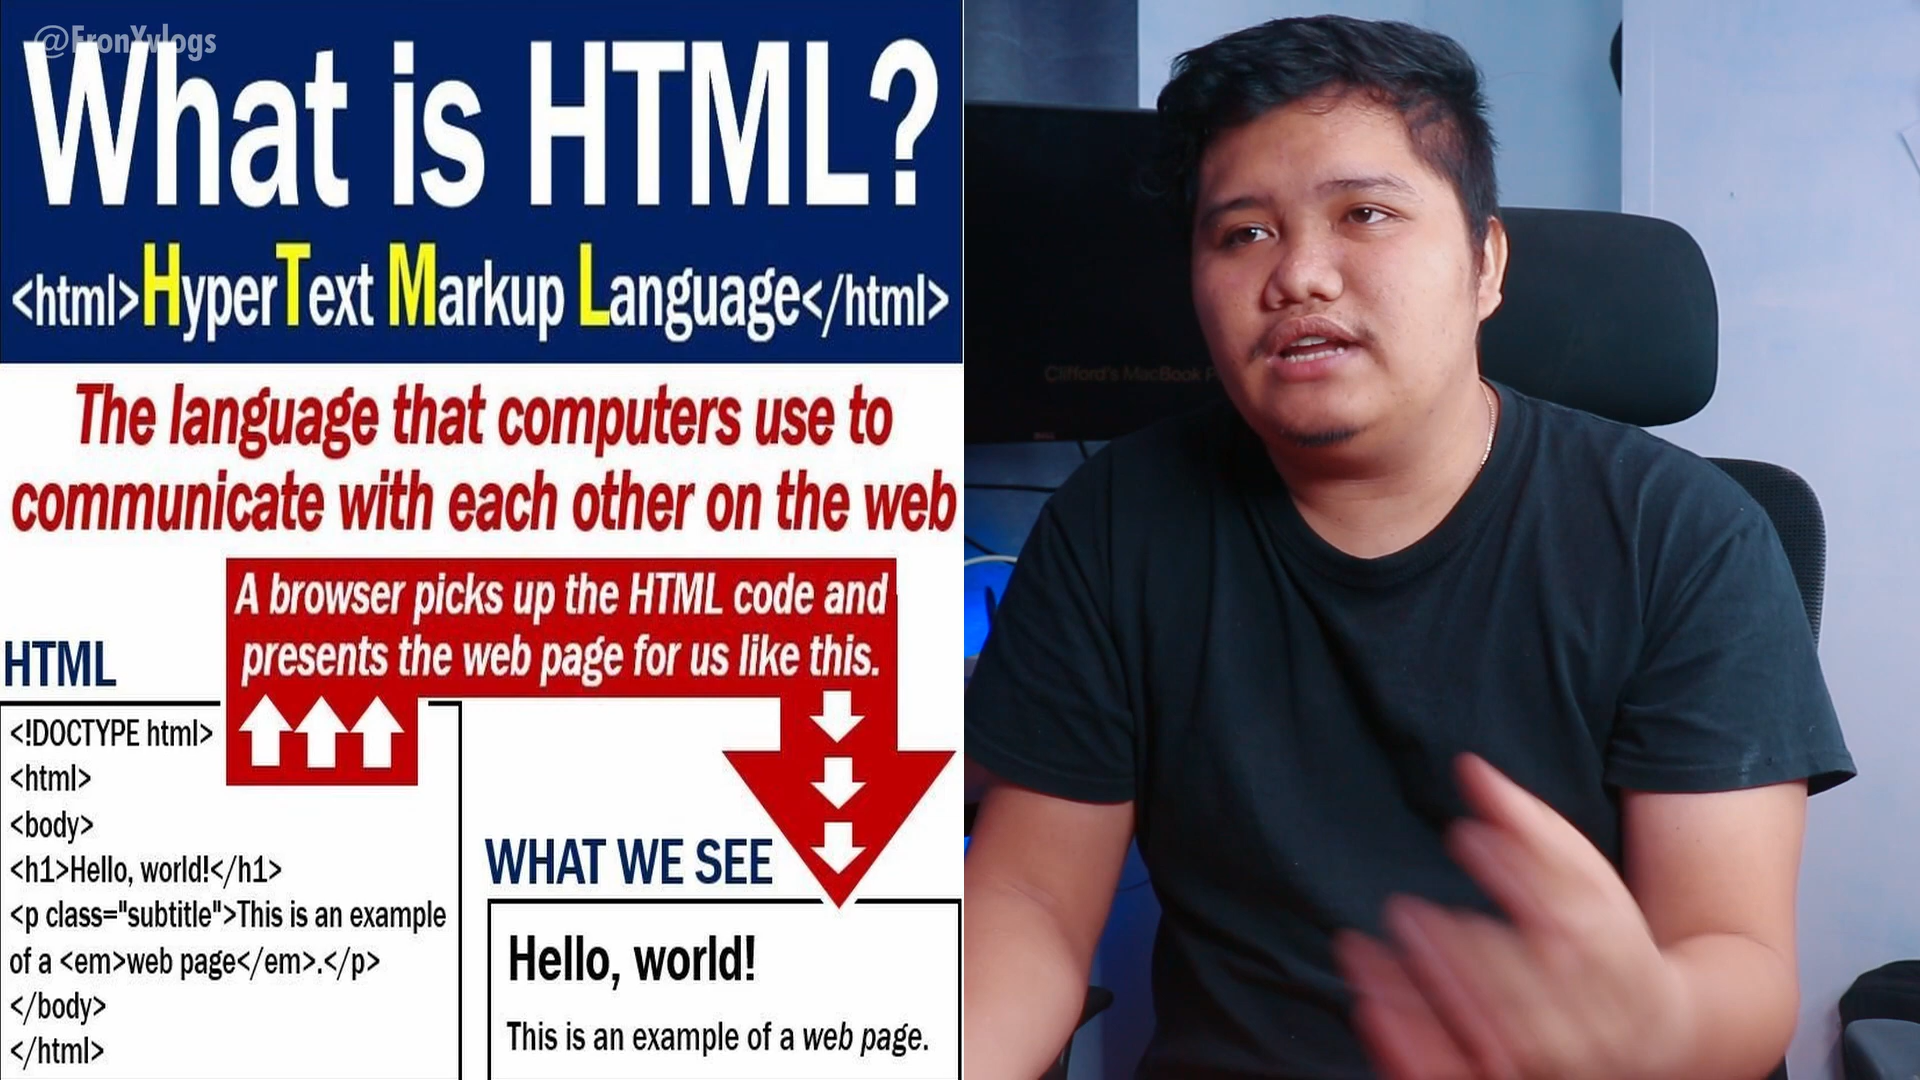 @FronXvlogs
What is HTML?
<html>HyperText Markup Language</html>
The language that computers use to
communicate with each other on the web
A browser picks up the HTML code and
presents the web page for us like this.
HTML
<!DOCTYPE html>
<html>
<body>
<h1>Hello, world!</h1>
<p class="subtitle">This is an example
of a <em>web page</em>.</p>
</body>
</html>
WHAT WE SEE
Hello, world!
This is an example of a web page.
Clifford's MacBook P